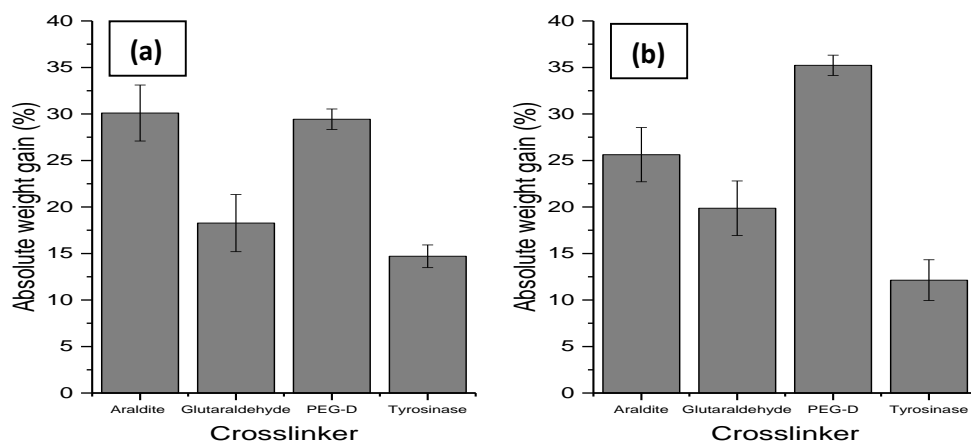 (a)
Absolute weight gain (%)
40
35
30
25
20
15
10
5
0
Araldite Glutaraldehyde PEG-D Tyrosinase
Crosslinker
(b)
Absolute weight gain (%)
40
35
30
25
20
15
10
5
0
Araldite Glutaraldehyde PEG-D Tyrosinase
Crosslinker